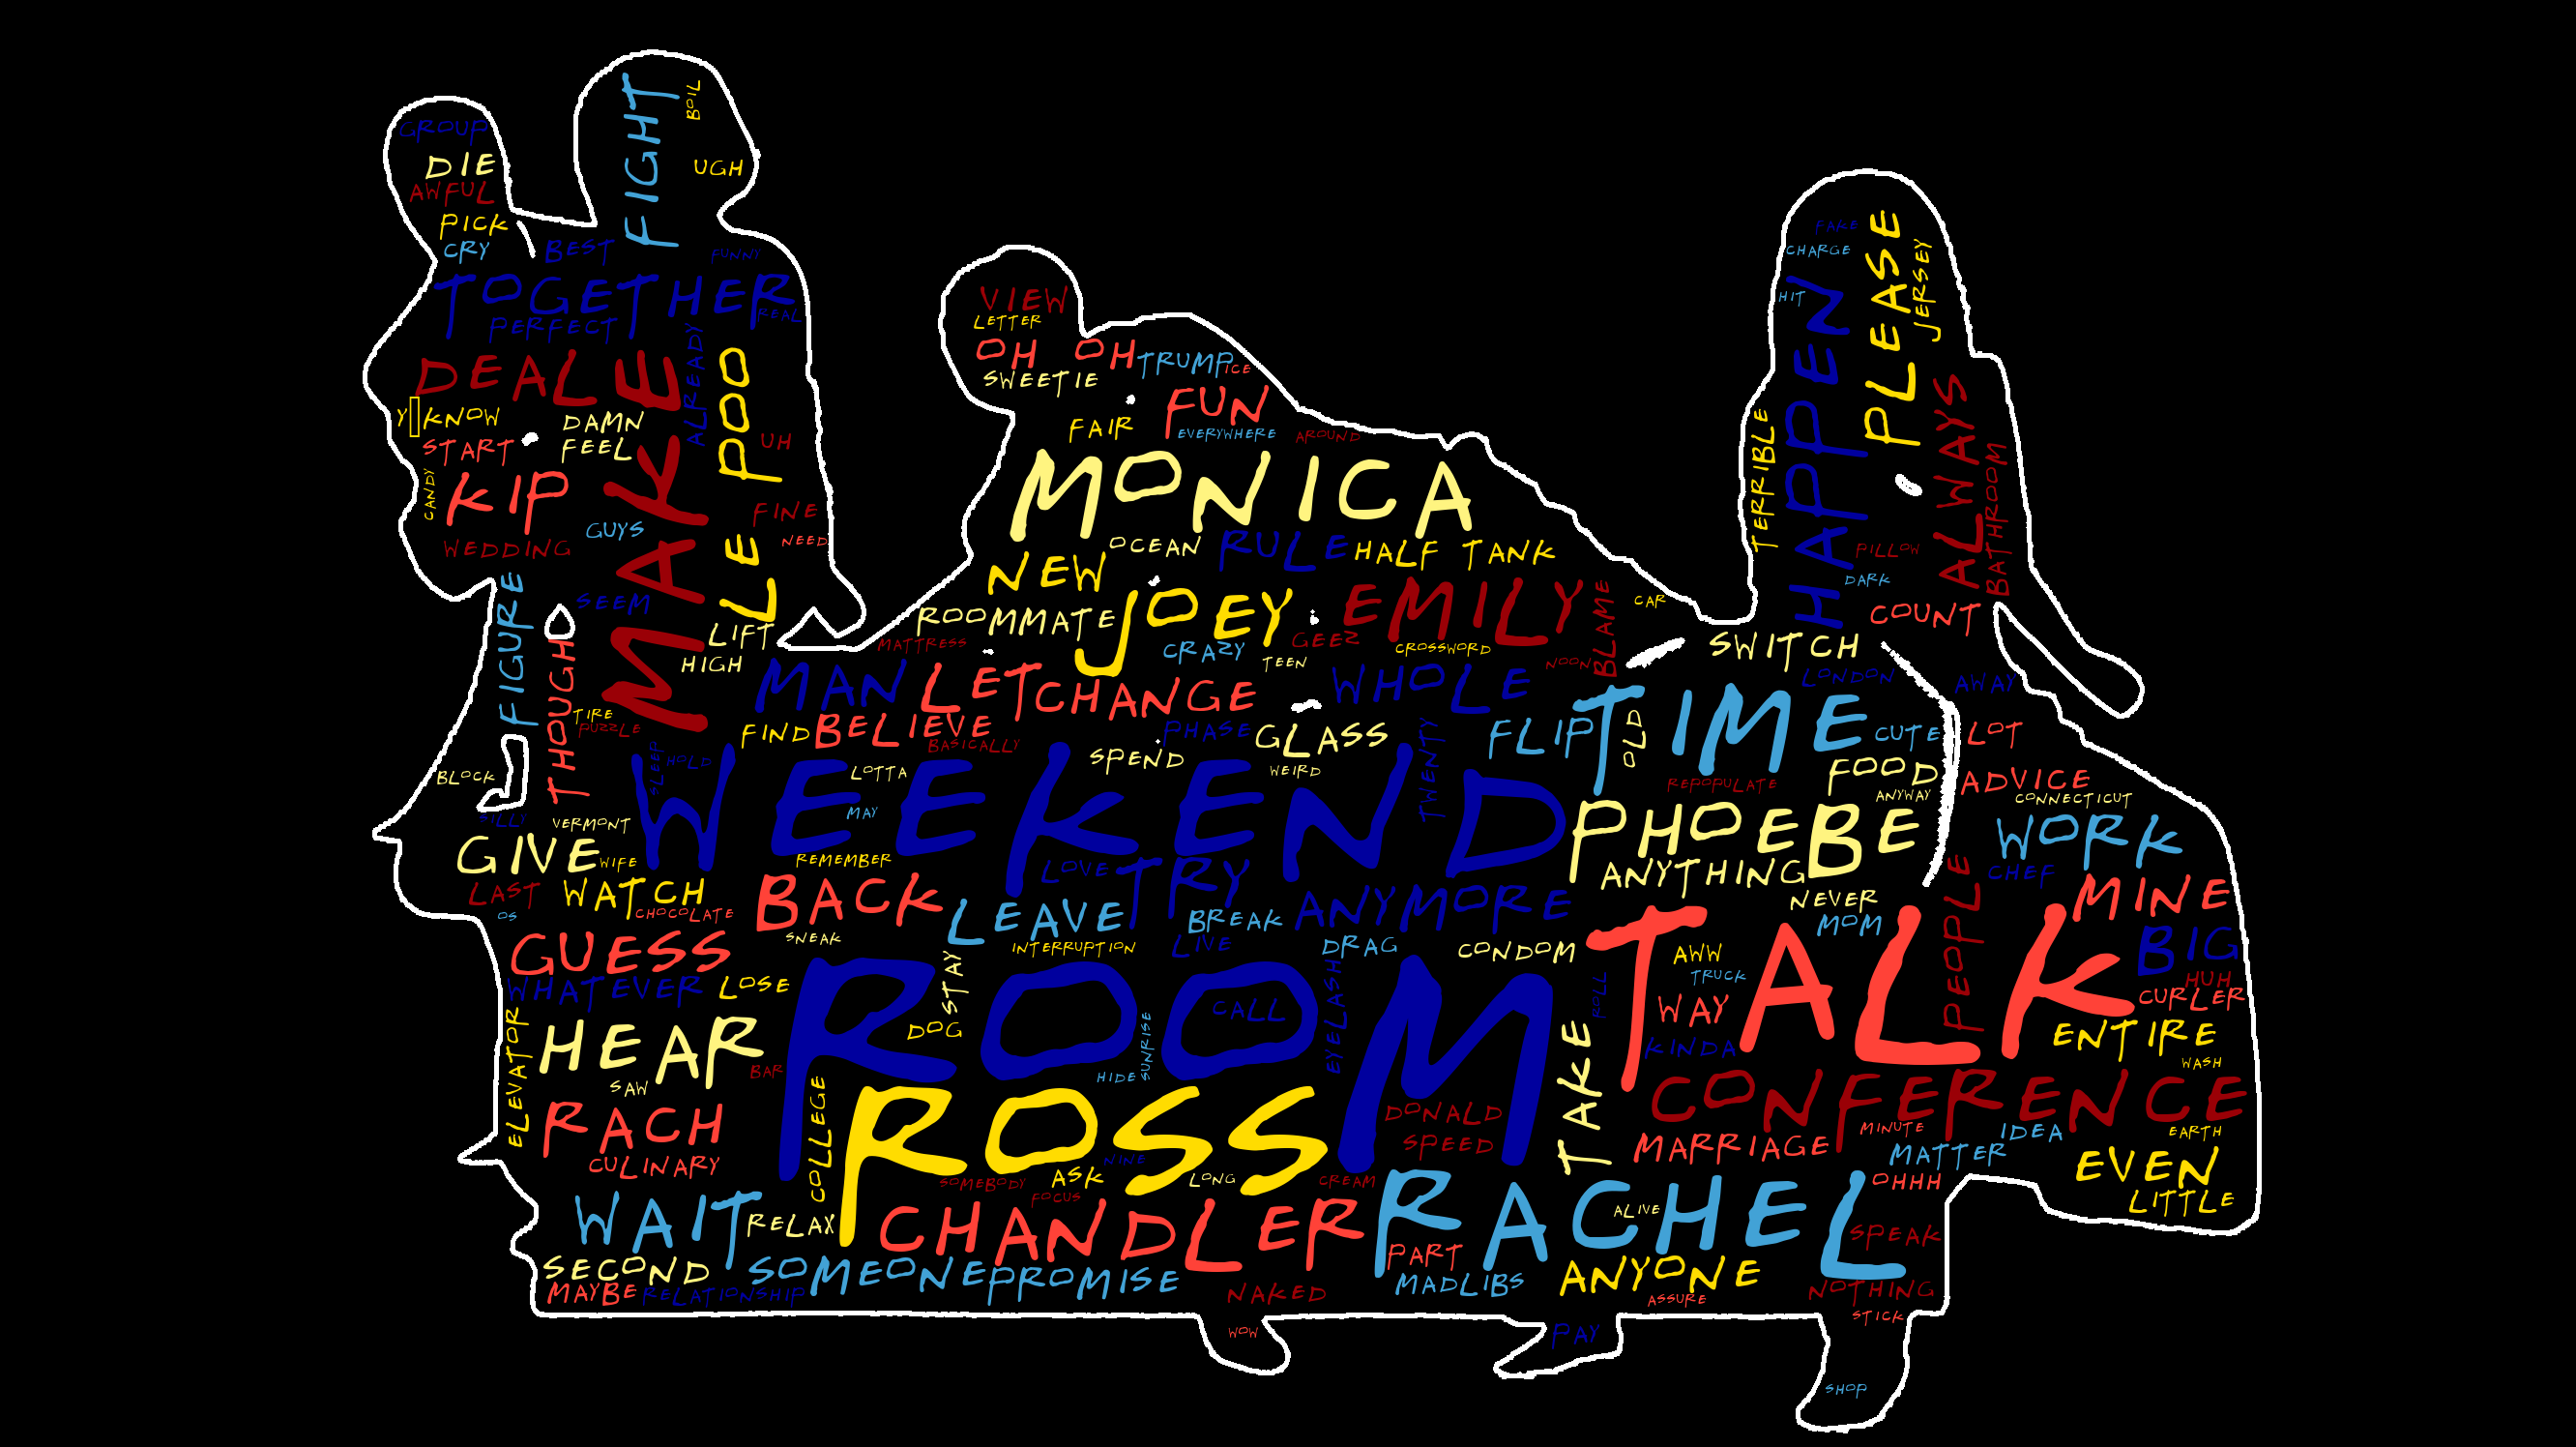 GROUP
DIE
AWFUL
PICK
CRY
FIGHT
BOIL
UGH
BEST
FUNNY
TOGETHER
PERFECT
REAL
DEALE
ALREADY
MAKE
LE POO
Y▯KNOW
DAMN
START
FEEL
UH
CANDY
KIP
GUYS
WEDDING
FINE
NEED
FIGURE
SEEM
THOUGH
LIFT
HIGH
TIRE
PUZZLE
BLOCK
SILLY
VERMONT
GIVE
WIFE
VIEW
LETTER
OH OH
TRUMP
ICE
SWEETIE
FUN
FAIR
EVERYWHERE
AROUND
MONICA
OCEAN
RULE
HALF TANK
NEW
JOEY
EMILY
BLAME
CAR
ROOMMATE
MATTRESS
CRAZY
GEEZ
TEEN
CROSSWORD
NOON
MAN
LET
CHANGE
WHOLE
FIND
BELIEVE
BASICALLY
PHASE
GLASS
SPEND
WEIRD
TWENTY
FLIP
TIME
OLD
FAKE
CHARGE
HIT
HAPPEN
PLEASE
JERSEY
TERRIBLE
ALWAYS
BATHROOM
PILLOW
DARK
COUNT
SWITCH
LONDON
AWAY
CUTE
LOT
REPOPULATE
FOOD
ANYWAY
ADVICE
CONNECTICUT
SLEEP
HOLD
LOTTA
MAY
WEEKEND
REMEMBER
LOVE
TRY
PHOEBE
ANYTHING
WORK
CHEF
LAST
OS
WATCH
CHOCOLATE
BACK
SNEAK
LEAVE
BREAK
ANYMORE
INTERRUPTION
LIVE
DRAG
CONDOM
NEVER
MOM
PEOPLE
MINE
BIG
HUH
CURLER
GUESS
WHATEVER
LOSE
STAY
DOG
ROOM
CALL
EYELASH
SUNRISE
HIDE
ROLL
TALK
AWW
TRUCK
WAY
KINDA
ENTIRE
WASH
ELEVATOR
HEAR
SAW
BAR
RACH
CULINARY
COLLEGE
ROSS
NINE
SOMEBODY
ASK
FOCUS
LONG
CREAM
DONALD
SPEED
TAKE
CONFERENCE
MARRIAGE
MINUTE
IDEA
MATTER
EARTH
OHHH
EVEN
LITTLE
WAIT
RELAX
CHANDLER
RACHEL
ALIVE
SPEAK
PART
SECOND
SOMEONE
PROMISE
MADLIBS
ANYONE
MAYBE
RELATIONSHIP
NAKED
ASSURE
NOTHING
STICK
WOW
PAY
SHOP